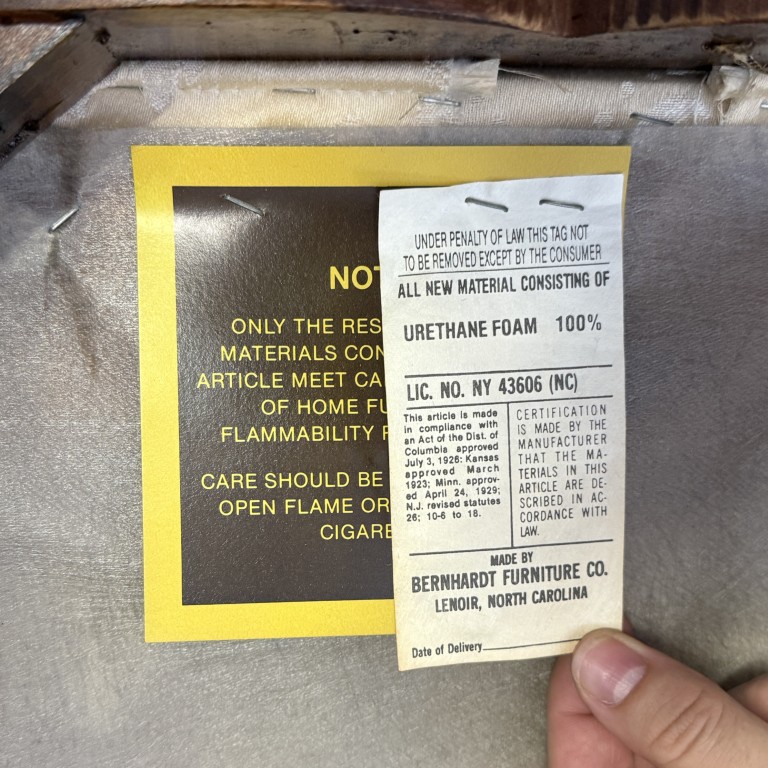 NOT
ONLY THE RES
MATERIALS CON
ARTICLE MEET CA
OF HOME FU
FLAMMABILITY
CARE SHOULD BE
OPEN FLAME OR
CIGARE
UNDER PENALTY OF LAW THIS TAG NOT
TO BE REMOVED EXCEPT BY THE CONSUMER
ALL NEW MATERIAL CONSISTING OF
URETHANE FOAM 100%
LIC. NO. NY 43606 (NC)
This article is made
in compliance with
an Act of the Dist. of
Columbia approved
July 3, 1926: Kansas
approved March
1923; Minn. approv-
ed April 24, 1929;
N.J. revised statutes
26; 10-6 to 18.
CERTIFICATION
IS MADE BY THE
MANUFACTURER
THAT THE MA-
TERIALS IN THIS
ARTICLE ARE DE-
SCRIBED IN AC-
CORDANCE WITH
LAW.
MADE BY
BERNHARDT FURNITURE CO.
LENOIR, NORTH CAROLINA
Date of Delivery